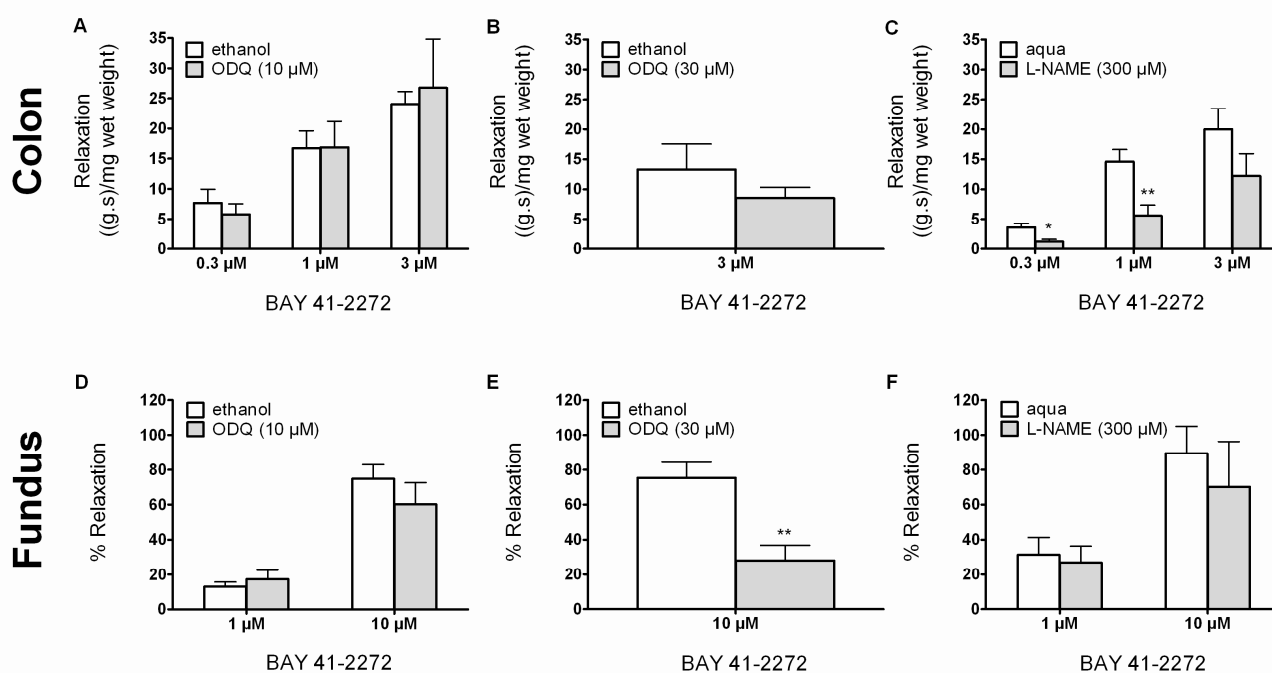 Colon
A
Relaxation
((g.s)/mg wet weight)
35
30
25
20
15
10
5
0
ethanol
ODQ (10 µM)
0.3 µM 1 µM 3 µM
BAY 41-2272
B
Relaxation
((g.s)/mg wet weight)
35
30
25
20
15
10
5
0
ethanol
ODQ (30 µM)
3 µM
BAY 41-2272
C
Relaxation
((g.s)/mg wet weight)
35
30
25
20
15
10
5
0
aqua
L-NAME (300 µM)
*
**
0.3 µM 1 µM 3 µM
BAY 41-2272
Fundus
D
% Relaxation
120
100
80
60
40
20
0
ethanol
ODQ (10 µM)
1 µM 10 µM
BAY 41-2272
E
% Relaxation
120
100
80
60
40
20
0
ethanol
ODQ (30 µM)
**
10 µM
BAY 41-2272
F
% Relaxation
120
100
80
60
40
20
0
aqua
L-NAME (300 µM)
1 µM 10 µM
BAY 41-2272